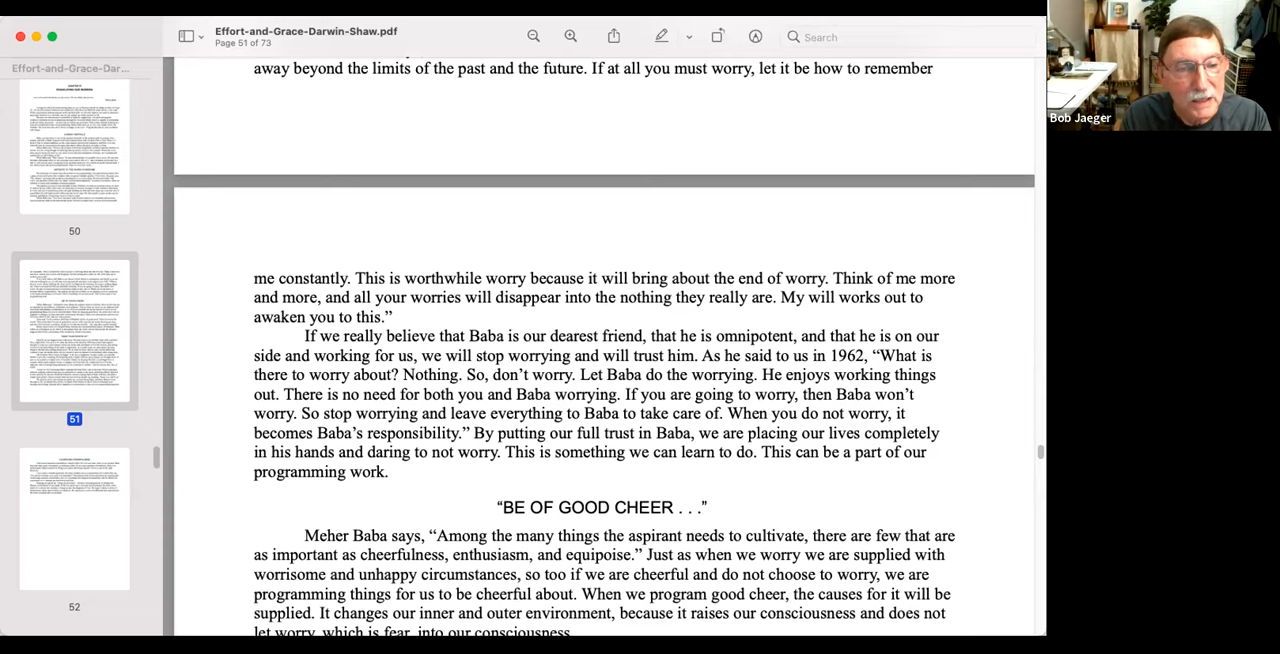 Effort-and-Grace-Darwin-Shaw.pdf
Page 51 of 73
Search
Effort-and-Grace-Dar...
50
51
52
away beyond the limits of the past and the future. If at all you must worry, let it be how to remember
me constantly. This is worthwhile worry because it will bring about the end of worry. Think of me more
and more, and all your worries will disappear into the nothing they really are. My will works out to
awaken you to this.”
If we really believe that Baba is our dearest friend, that he is omnipotent, and that he is on our
side and working for us, we will stop worrying and will trust him. As he said to us in 1962, “What is
there to worry about? Nothing. So, don’t worry. Let Baba do the worrying. He enjoys working things
out. There is no need for both you and Baba worrying. If you are going to worry, then Baba won’t
worry. So stop worrying and leave everything to Baba to take care of. When you do not worry, it
becomes Baba’s responsibility.” By putting our full trust in Baba, we are placing our lives completely
in his hands and daring to not worry. This is something we can learn to do. This can be a part of our
programming work.
“BE OF GOOD CHEER . . .”
Meher Baba says, “Among the many things the aspirant needs to cultivate, there are few that are
as important as cheerfulness, enthusiasm, and equipoise.” Just as when we worry we are supplied with
worrisome and unhappy circumstances, so too if we are cheerful and do not choose to worry, we are
programming things for us to be cheerful about. When we program good cheer, the causes for it will be
supplied. It changes our inner and outer environment, because it raises our consciousness and does not
let worry, which is fear, into our consciousness.
Bob Jaeger